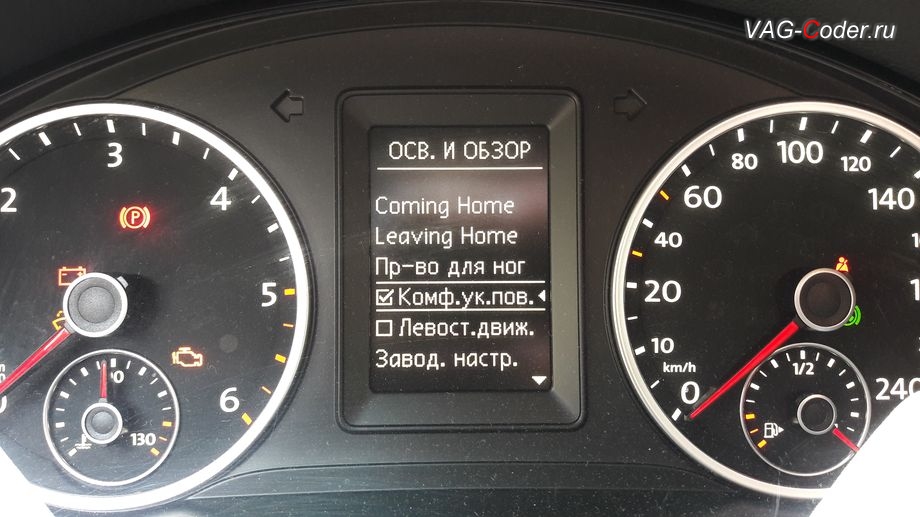 VAG-Coder.ru
ОСВ. И ОБЗОР
Coming Home
Leaving Home
Пр-во для ног
Комф.ук.пов.
Левост.движ.
Завод. настр.
2
3
4
5
6
P
90
130
0
10
20
40
60
80
100
120
140
240
km/h
1/2